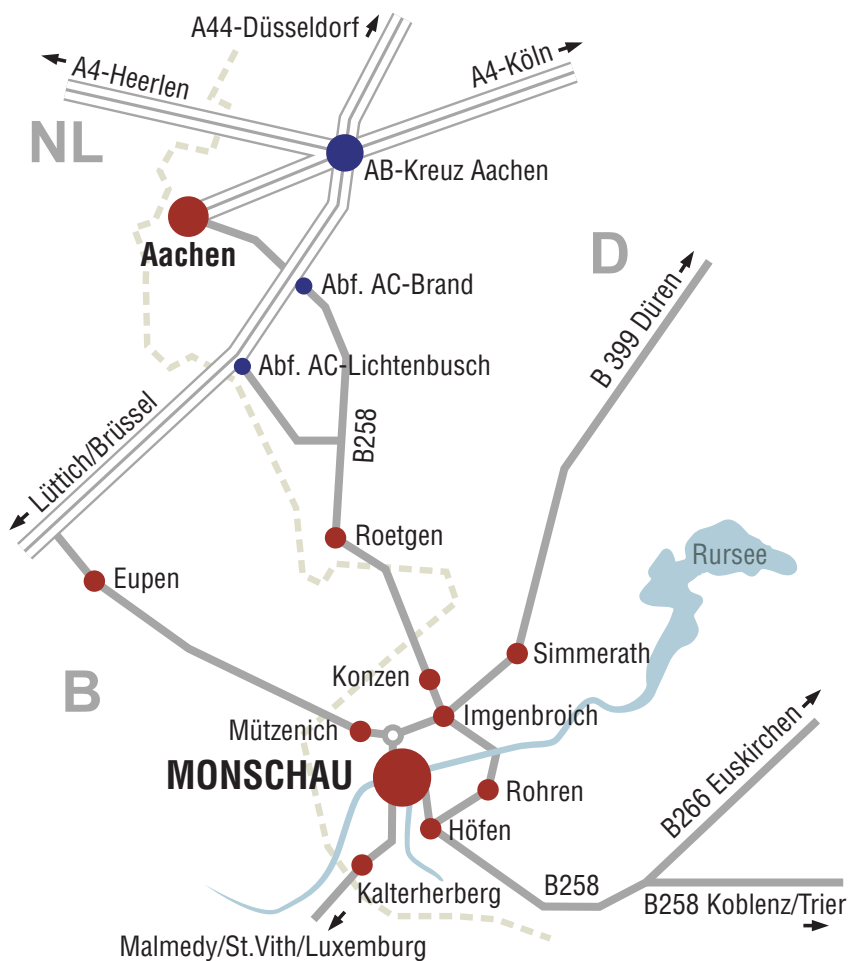 A44-Düsseldorf
A4-Heerlen
A4-Köln
NL
AB-Kreuz Aachen
Aachen
D
Abf. AC-Brand
B 399 Düren
Abf. AC-Lichtenbusch
Lüttich/Brüssel
B258
Roetgen
Rursee
Eupen
Simmerath
Konzen
B
Imgenbroich
Mützenich
MONSCHAU
B266 Euskirchen
Rohren
Höfen
Kalterherberg
B258
B258 Koblenz/Trier
Malmedy/St.Vith/Luxemburg